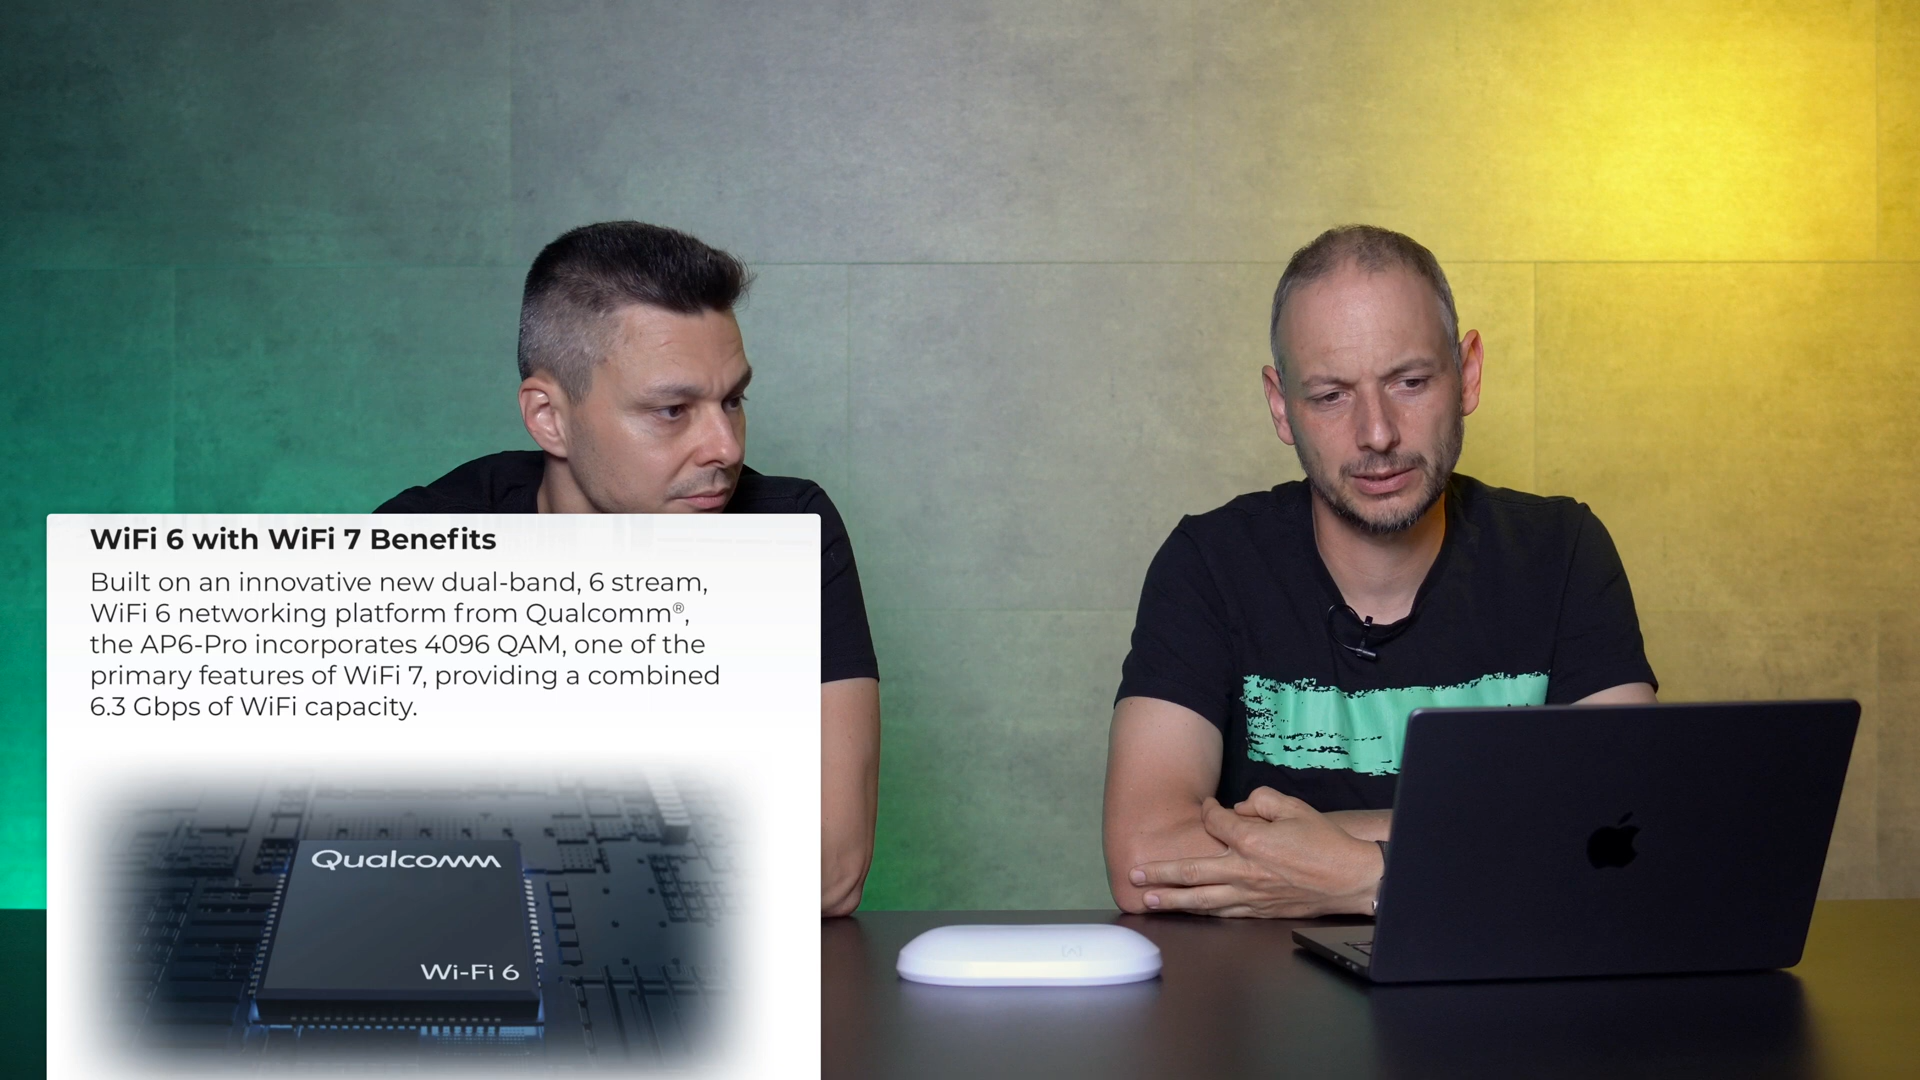 WiFi 6 with WiFi 7 Benefits
Built on an innovative new dual-band, 6 stream,
WiFi 6 networking platform from Qualcomm®,
the AP6-Pro incorporates 4096 QAM, one of the
primary features of WiFi 7, providing a combined
6.3 Gbps of WiFi capacity.
Qualcomm
Wi-Fi 6